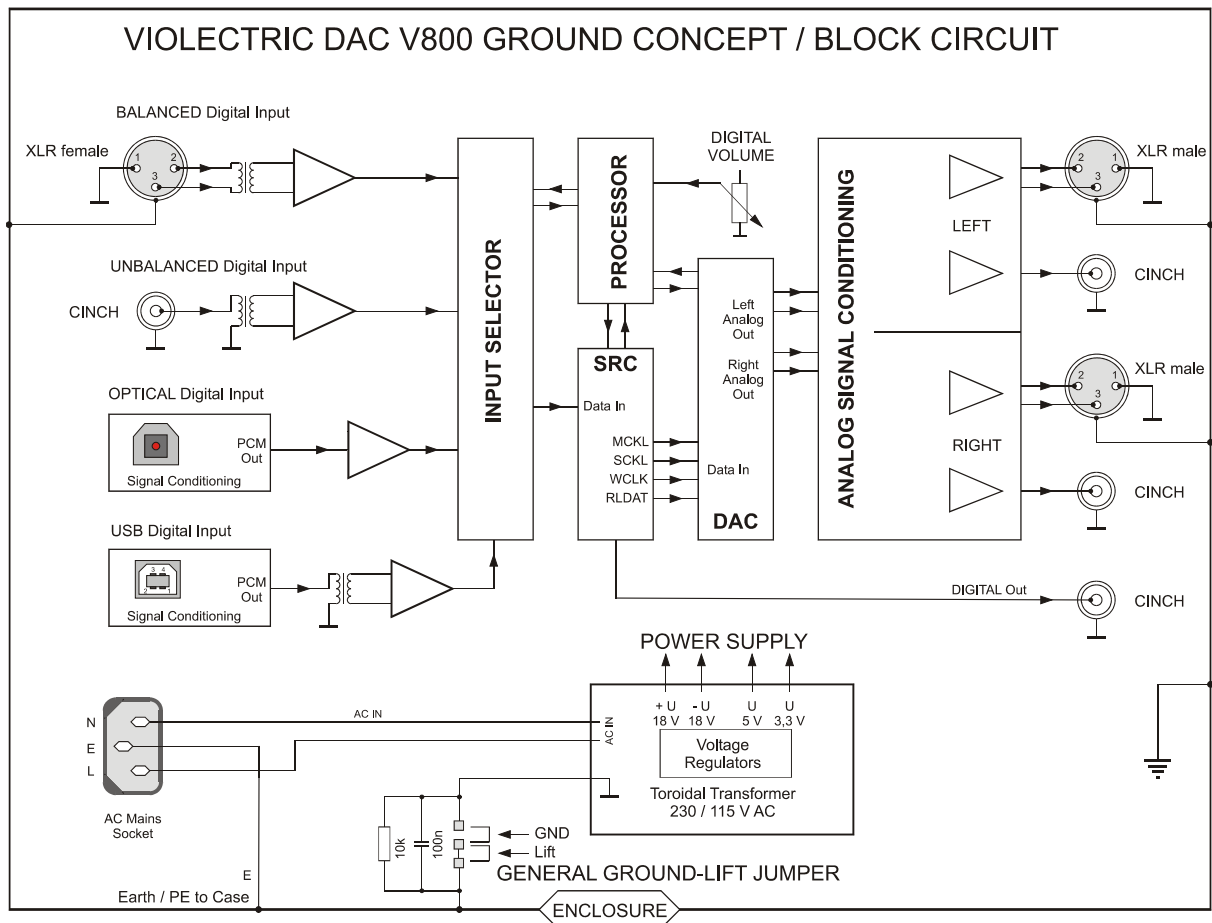 VIOLECTRIC DAC V800 GROUND CONCEPT / BLOCK CIRCUIT
BALANCED Digital Input
XLR female
1
2
3
UNBALANCED Digital Input
CINCH
OPTICAL Digital Input
PCM
Out
Signal Conditioning
USB Digital Input
3 4
2 1
PCM
Out
Signal Conditioning
INPUT SELECTOR
PROCESSOR
DIGITAL
VOLUME
SRC
Data In
MCKL
SCKL
WCLK
RLDAT
Left
Analog
Out
Right
Analog
Out
Data In
DAC
ANALOG SIGNAL CONDITIONING
LEFT
RIGHT
2
1
3
XLR male
CINCH
2
1
3
XLR male
CINCH
DIGITAL Out
CINCH
POWER SUPPLY
+ U
18 V
- U
18 V
U
5 V
U
3,3 V
Voltage
Regulators
Toroidal Transformer
230 / 115 V AC
AC IN
AC IN
N
E
L
AC Mains
Socket
10k
100n
GND
Lift
GENERAL GROUND-LIFT JUMPER
E
Earth / PE to Case
ENCLOSURE